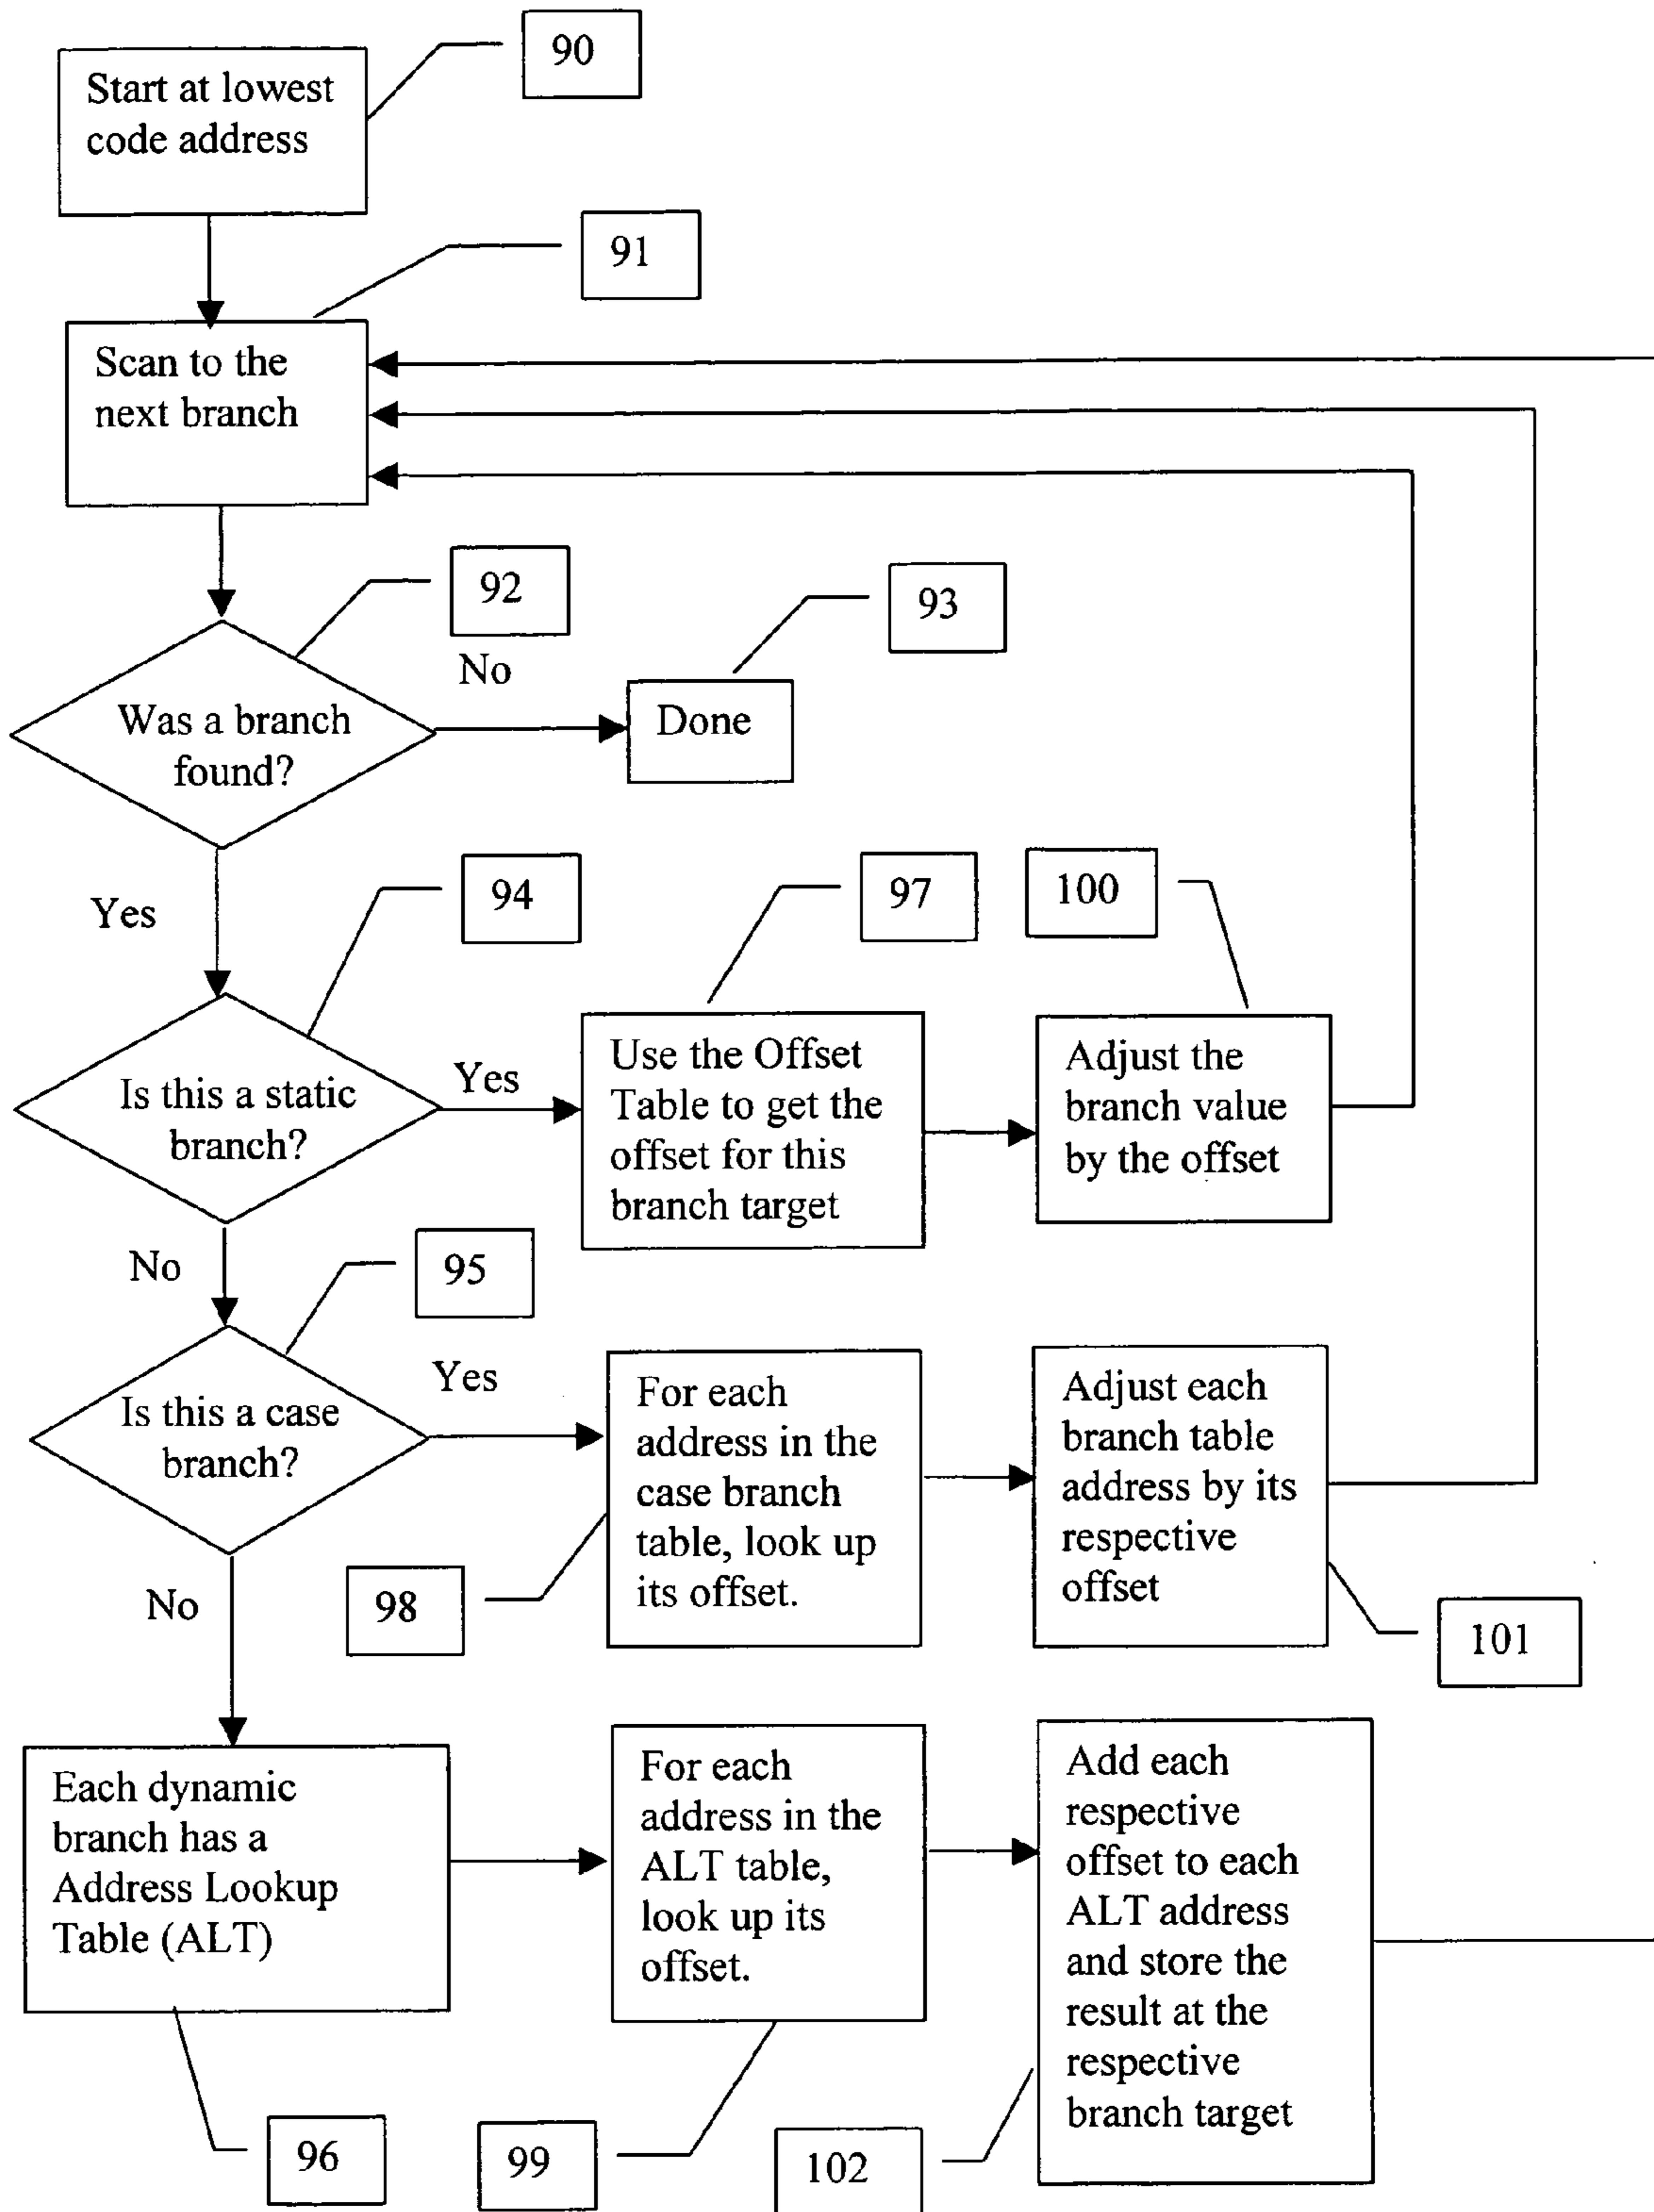 90
Start at lowest
code address
91
Scan to the
next branch
92
No
93
Was a branch
found?
Done
Yes
94
97
100
Is this a static
branch?
Yes
Use the Offset
Table to get the
offset for this
branch target
Adjust the
branch value
by the offset
No
95
Is this a case
branch?
Yes
For each
address in the
case branch
table, look up
its offset.
Adjust each
branch table
address by its
respective
offset
98
101
No
Each dynamic
branch has a
Address Lookup
Table (ALT)
For each
address in the
ALT table,
look up its
offset.
Add each
respective
offset to each
ALT address
and store the
result at the
respective
branch target
96
99
102